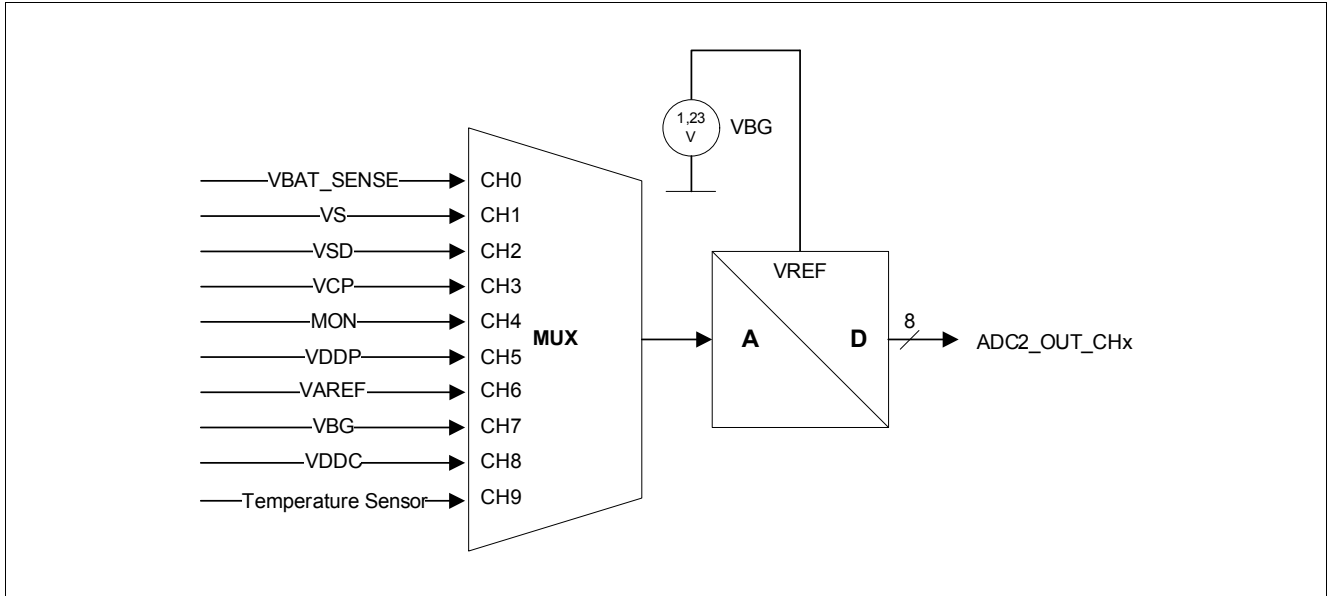 1,23
V
VBG
VBAT_SENSE CH0
VS CH1
VSD CH2
VCP CH3
MON CH4
VDDP CH5
VAREF CH6
VBG CH7
VDDC CH8
Temperature Sensor CH9
MUX
VREF
A D
8
ADC2_OUT_CHx